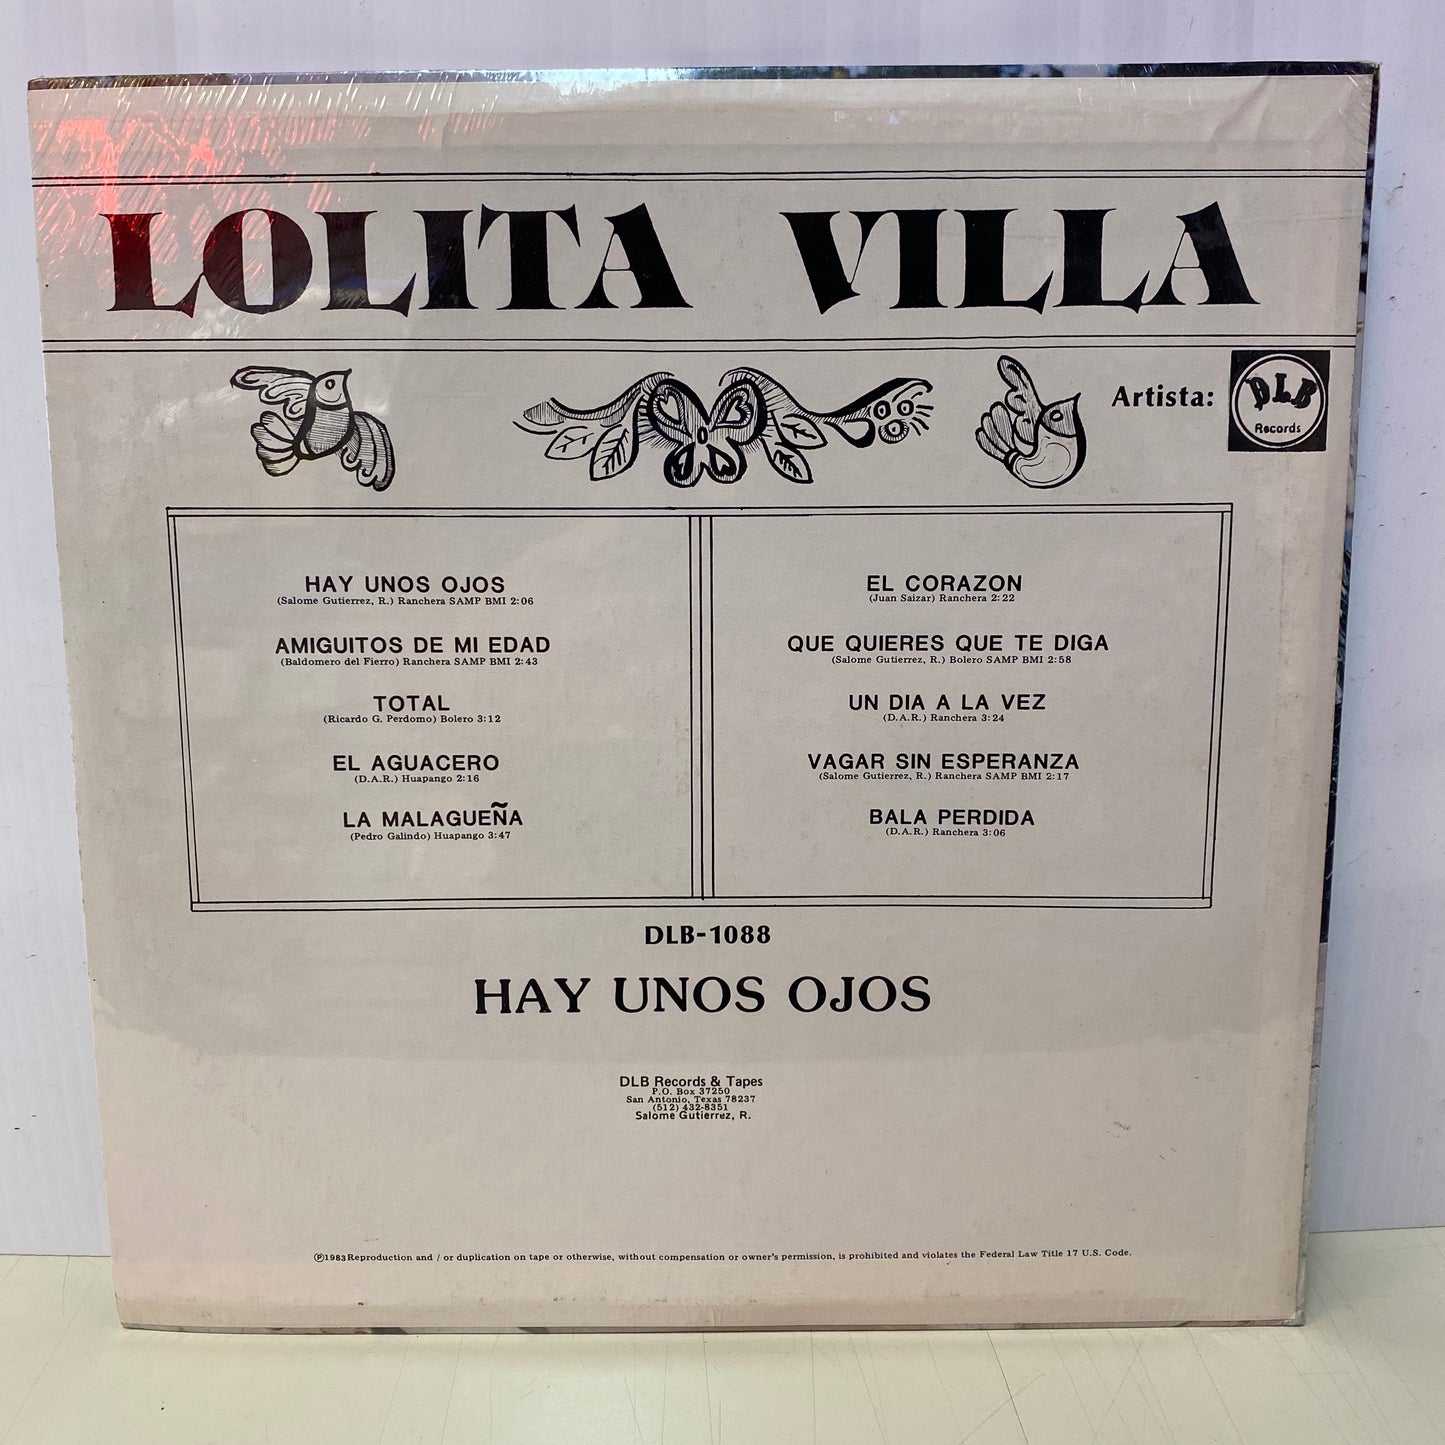 LOLITA VILLA
Artista:
DLB
Records
HAY UNOS OJOS
(Salome Gutierrez, R.) Ranchera SAMP BMI 2:06
AMIGUITOS DE MI EDAD
(Baldomero del Fierro) Ranchera SAMP BMI 2:43
TOTAL
(Ricardo G. Perdomo) Bolero 3:12
EL AGUACERO
(D.A.R.) Huapango 2:16
LA MALAGUEÑA
(Pedro Galindo) Huapango 3:47
EL CORAZON
(Juan Saizar) Ranchera 2:22
QUE QUIERES QUE TE DIGA
(Salome Gutierrez, R.) Bolero SAMP BMI 2:58
UN DIA A LA VEZ
(D.A.R.) Ranchera 3:24
VAGAR SIN ESPERANZA
(Salome Gutierrez, R.) Ranchera SAMP BMI 2:17
BALA PERDIDA
(D.A.R.) Ranchera 3:06
DLB-1088
HAY UNOS OJOS
DLB Records & Tapes
P.O. Box 37250
San Antonio, Texas 78237
(512) 432-8351
Salome Gutierrez, R.
Ⓟ1983 Reproduction and / or duplication on tape or otherwise, without compensation or owner's permission, is prohibited and violates the Federal Law Title 17 U.S. Code.